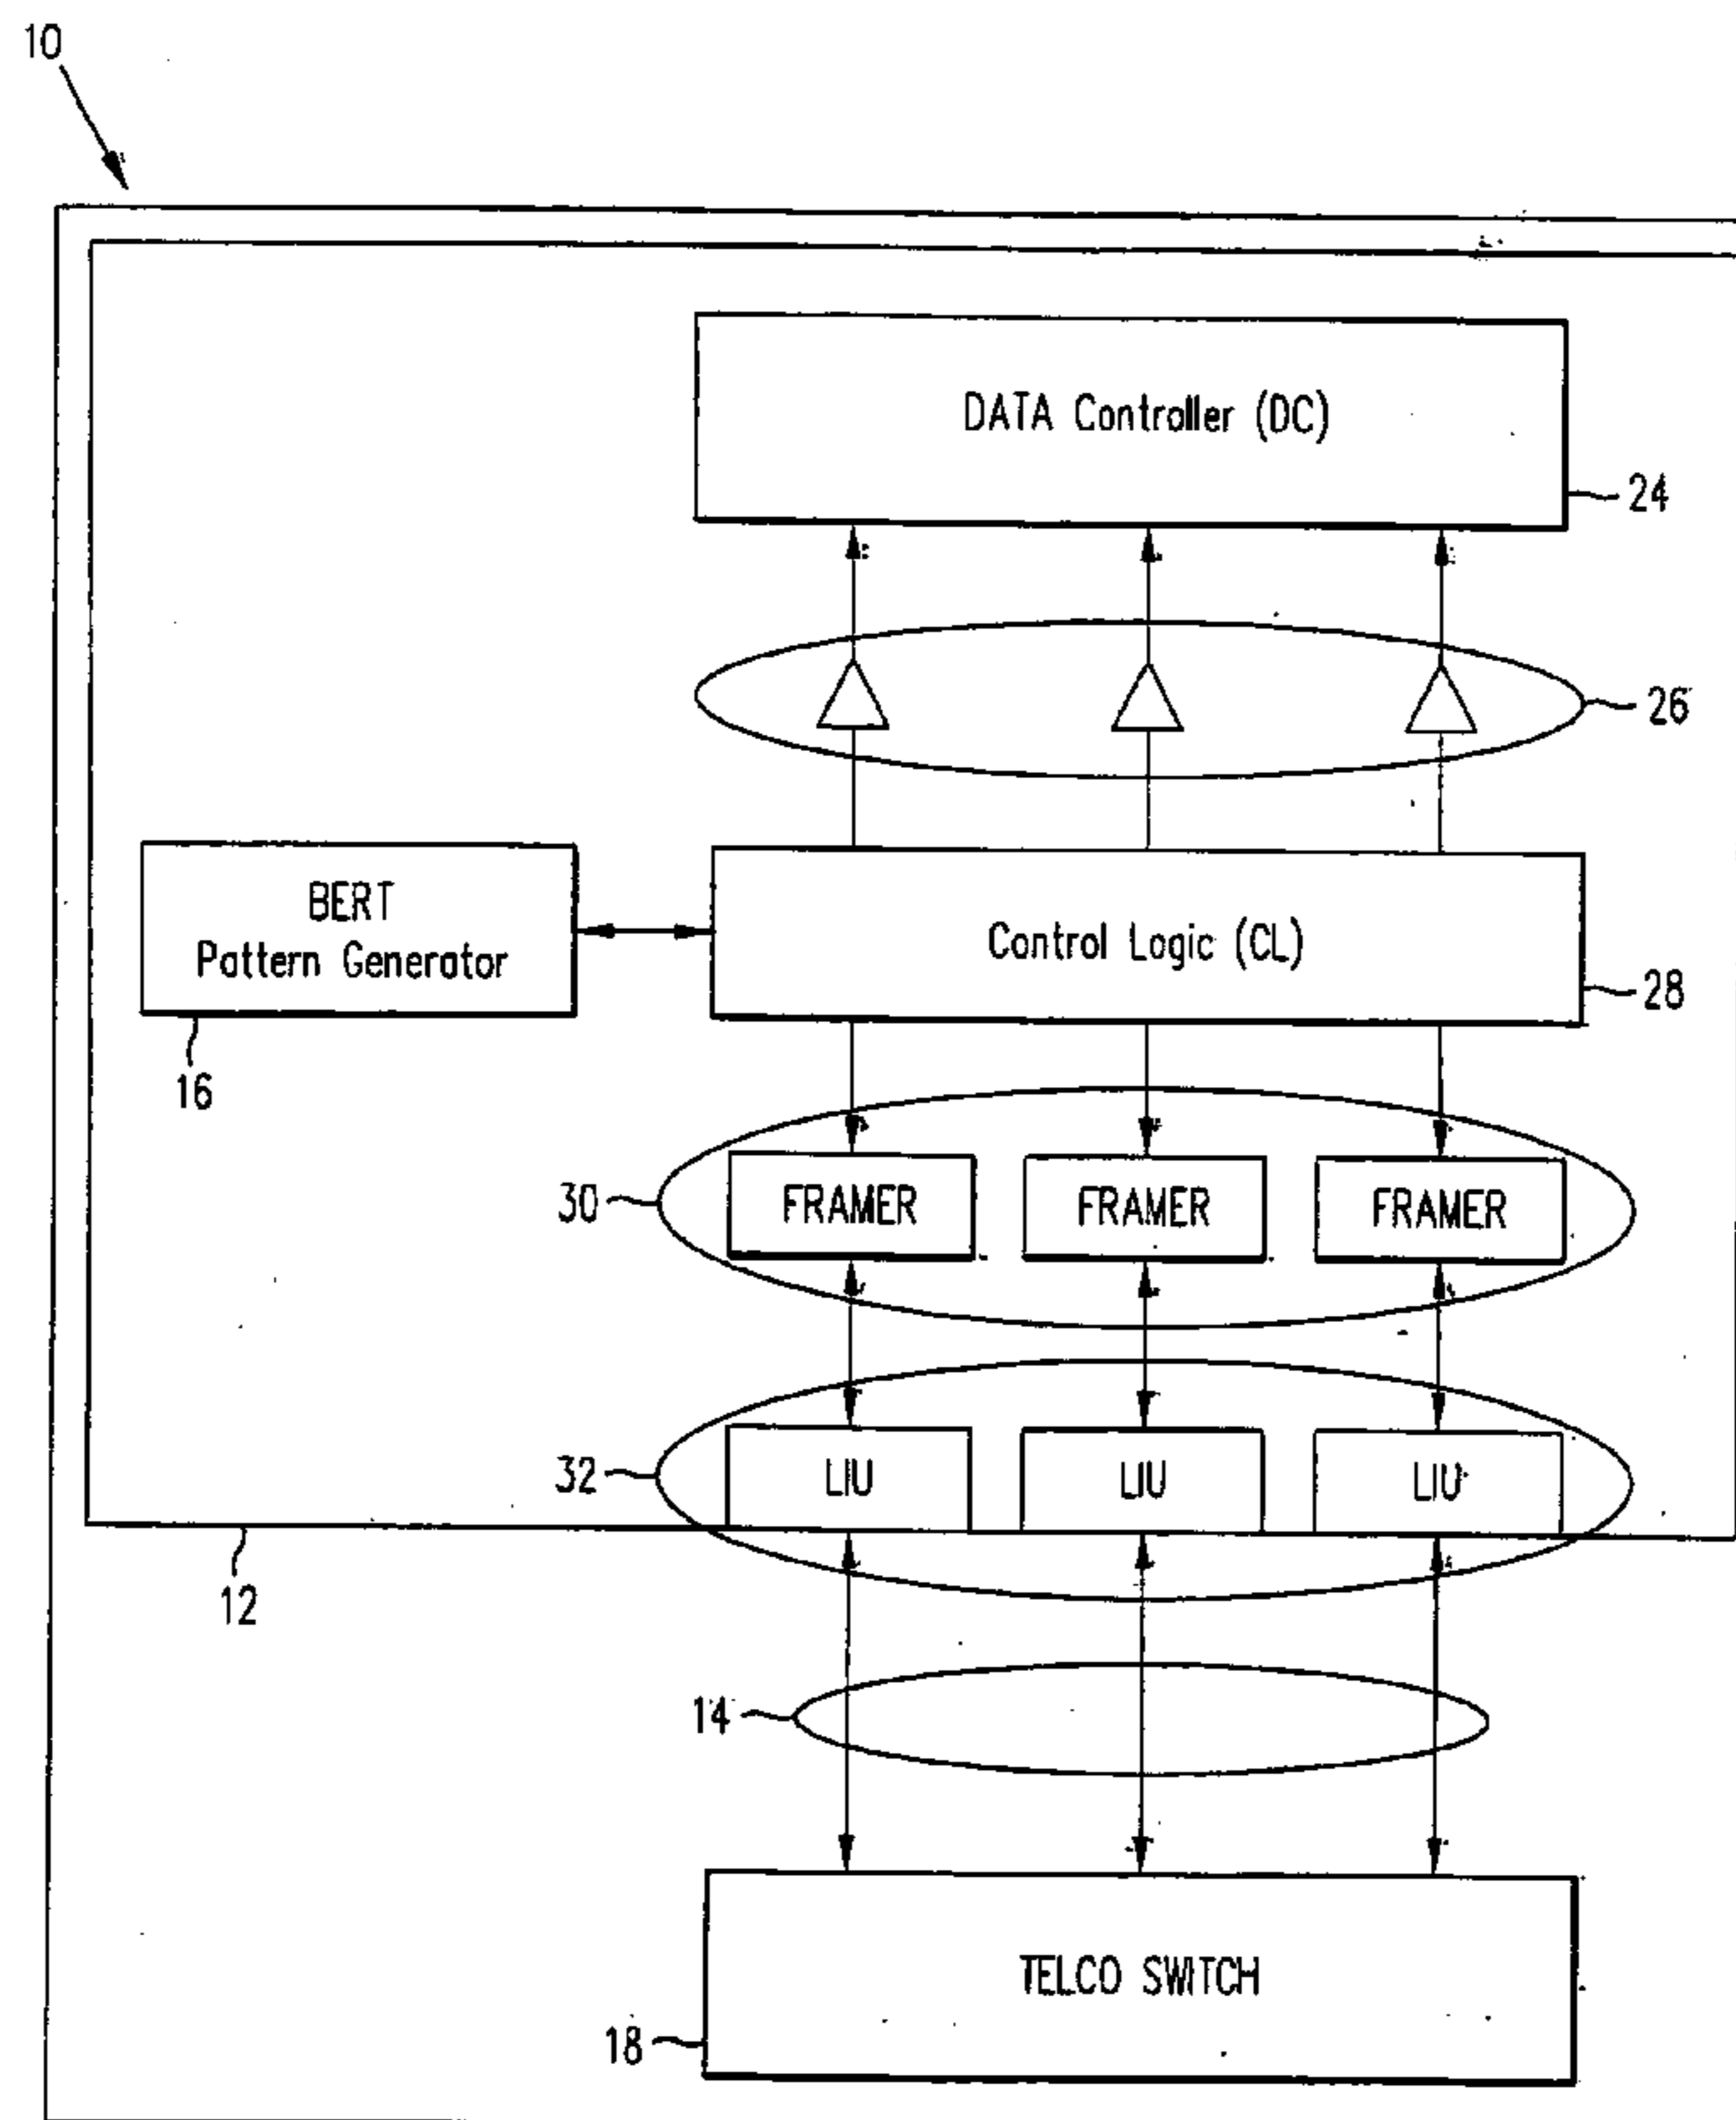 10
DATA Controller (DC)
24
26
BERT
Pattern Generator
Control Logic (CL)
28
16
30
FRAMER FRAMER FRAMER
32
LIU LIU LIU
12
14
TELCO SWITCH
18